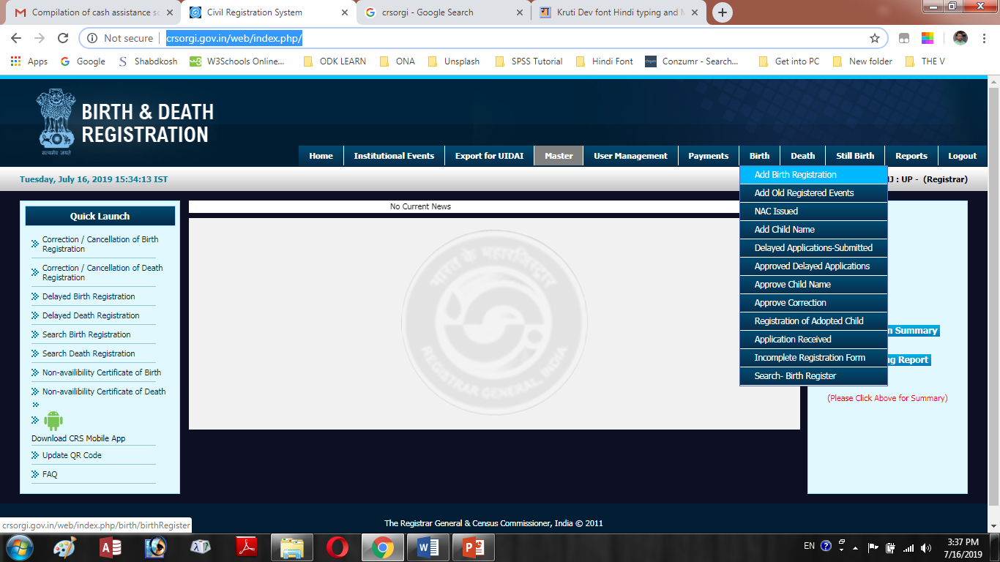 Compilation of cash assistance sc
Civil Registration System
crsorgi - Google Search
Kruti Dev font Hindi typing and M
Not secure
crsorgi.gov.in/web/index.php/
Apps
Google
Shabdkosh
W3Schools Online...
ODK LEARN
ONA
Unsplash
SPSS Tutorial
Hindi Font
Conzumr - Search...
Get into PC
New folder
THE V
BIRTH & DEATH
REGISTRATION
सत्यमेव जयते
Home
Institutional Events
Export for UIDAI
Master
User Management
Payments
Birth
Death
Still Birth
Reports
Logout
Tuesday, July 16, 2019 15:34:13 IST
: UP - (Registrar)
Quick Launch
Correction / Cancellation of Birth
Registration
Correction / Cancellation of Death
Registration
Delayed Birth Registration
Delayed Death Registration
Search Birth Registration
Search Death Registration
Non-availibility Certificate of Birth
Non-availibility Certificate of Death
Download CRS Mobile App
Update QR Code
FAQ
No Current News
भारत के महारजिस्ट्रार
REGISTRAR GENERAL, INDIA
Add Birth Registration
Add Old Registered Events
NAC Issued
Add Child Name
Delayed Applications-Submitted
Approved Delayed Applications
Approve Child Name
Approve Correction
Registration of Adopted Child
Application Received
Incomplete Registration Form
Search- Birth Register
n Summary
ng Report
(Please Click Above for Summary)
crsorgi.gov.in/web/index.php/birth/birthRegister
The Registrar General & Census Commissioner, India © 2011
EN
3:37 PM
7/16/2019